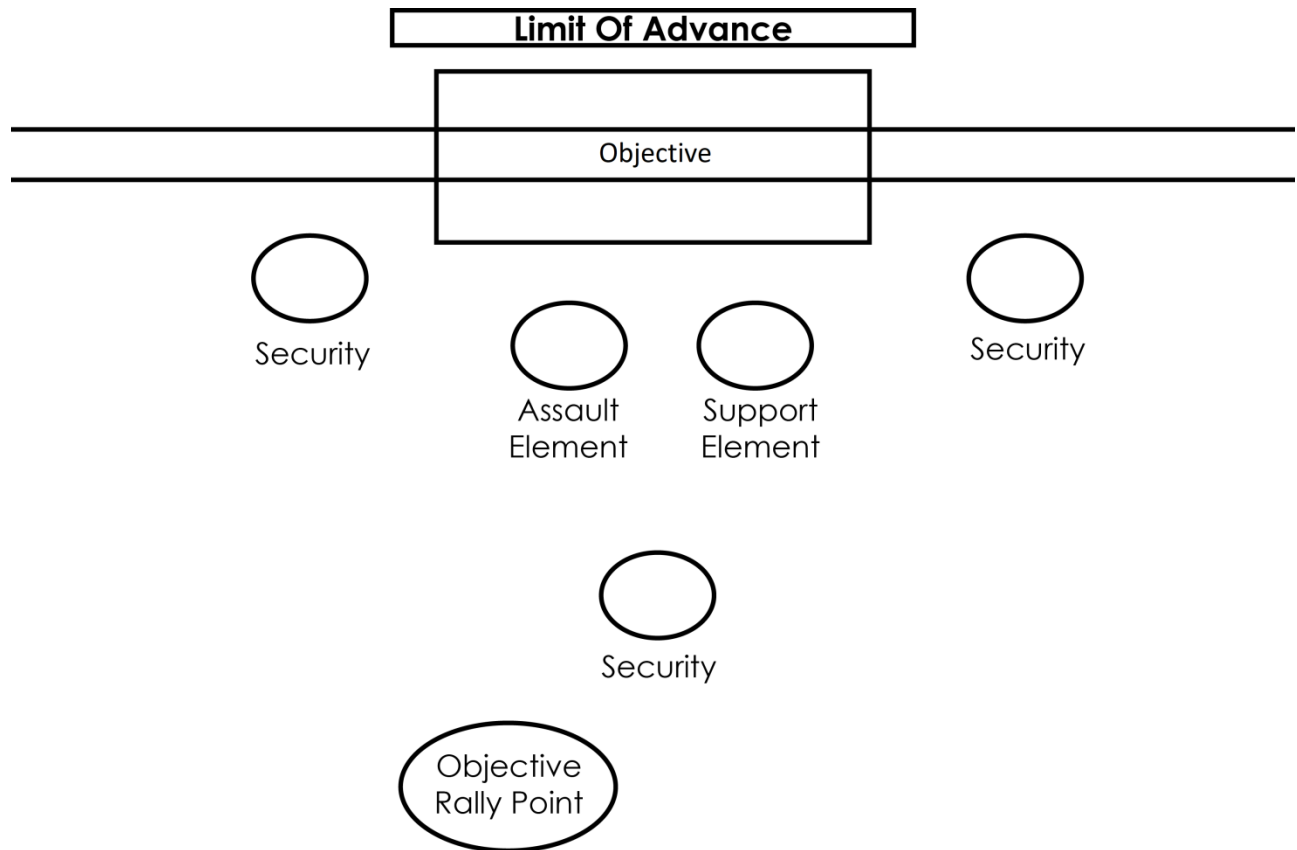 Limit Of Advance
Objective
Security
Security
Assault
Element
Support
Element
Security
Objective
Rally Point